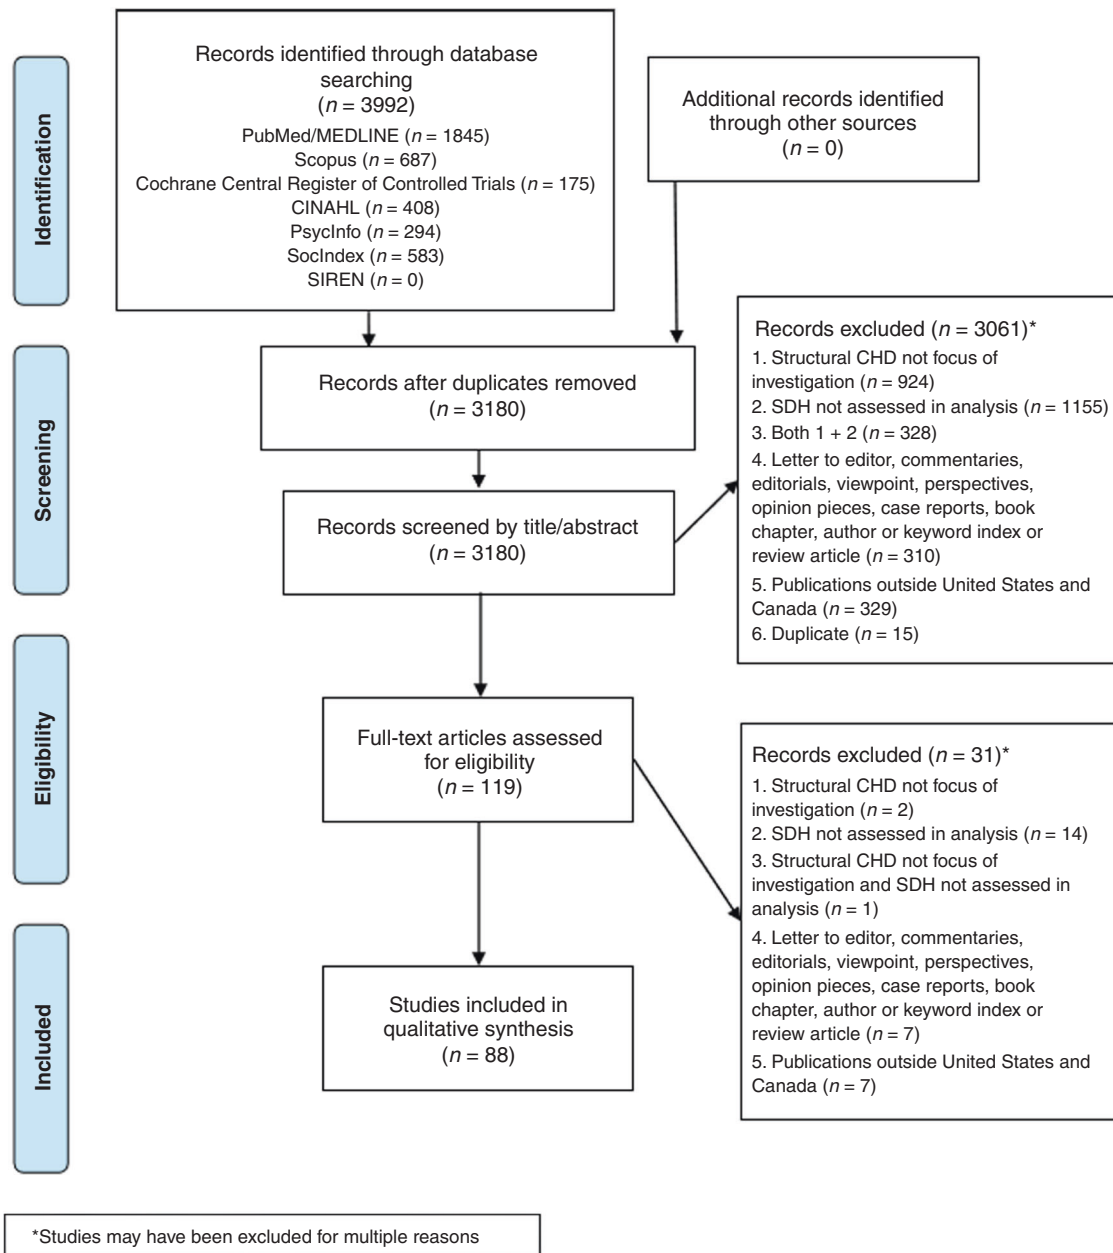 Identification
Records identified through database
searching
(n = 3992)
PubMed/MEDLINE (n = 1845)
Scopus (n = 687)
Cochrane Central Register of Controlled Trials (n = 175)
CINAHL (n = 408)
PsycInfo (n = 294)
SocIndex (n = 583)
SIREN (n = 0)
Additional records identified
through other sources
(n = 0)
Screening
Records after duplicates removed
(n = 3180)
Records screened by title/abstract
(n = 3180)
Records excluded (n = 3061)*
1. Structural CHD not focus of
investigation (n = 924)
2. SDH not assessed in analysis (n = 1155)
3. Both 1 + 2 (n = 328)
4. Letter to editor, commentaries,
editorials, viewpoint, perspectives,
opinion pieces, case reports, book
chapter, author or keyword index or
review article (n = 310)
5. Publications outside United States and
Canada (n = 329)
6. Duplicate (n = 15)
Eligibility
Full-text articles assessed
for eligibility
(n = 119)
Records excluded (n = 31)*
1. Structural CHD not focus of
investigation (n = 2)
2. SDH not assessed in analysis (n = 14)
3. Structural CHD not focus of
investigation and SDH not assessed in
analysis (n = 1)
4. Letter to editor, commentaries,
editorials, viewpoint, perspectives,
opinion pieces, case reports, book
chapter, author or keyword index or
review article (n = 7)
5. Publications outside United States and
Canada (n = 7)
Included
Studies included in
qualitative synthesis
(n = 88)
*Studies may have been excluded for multiple reasons